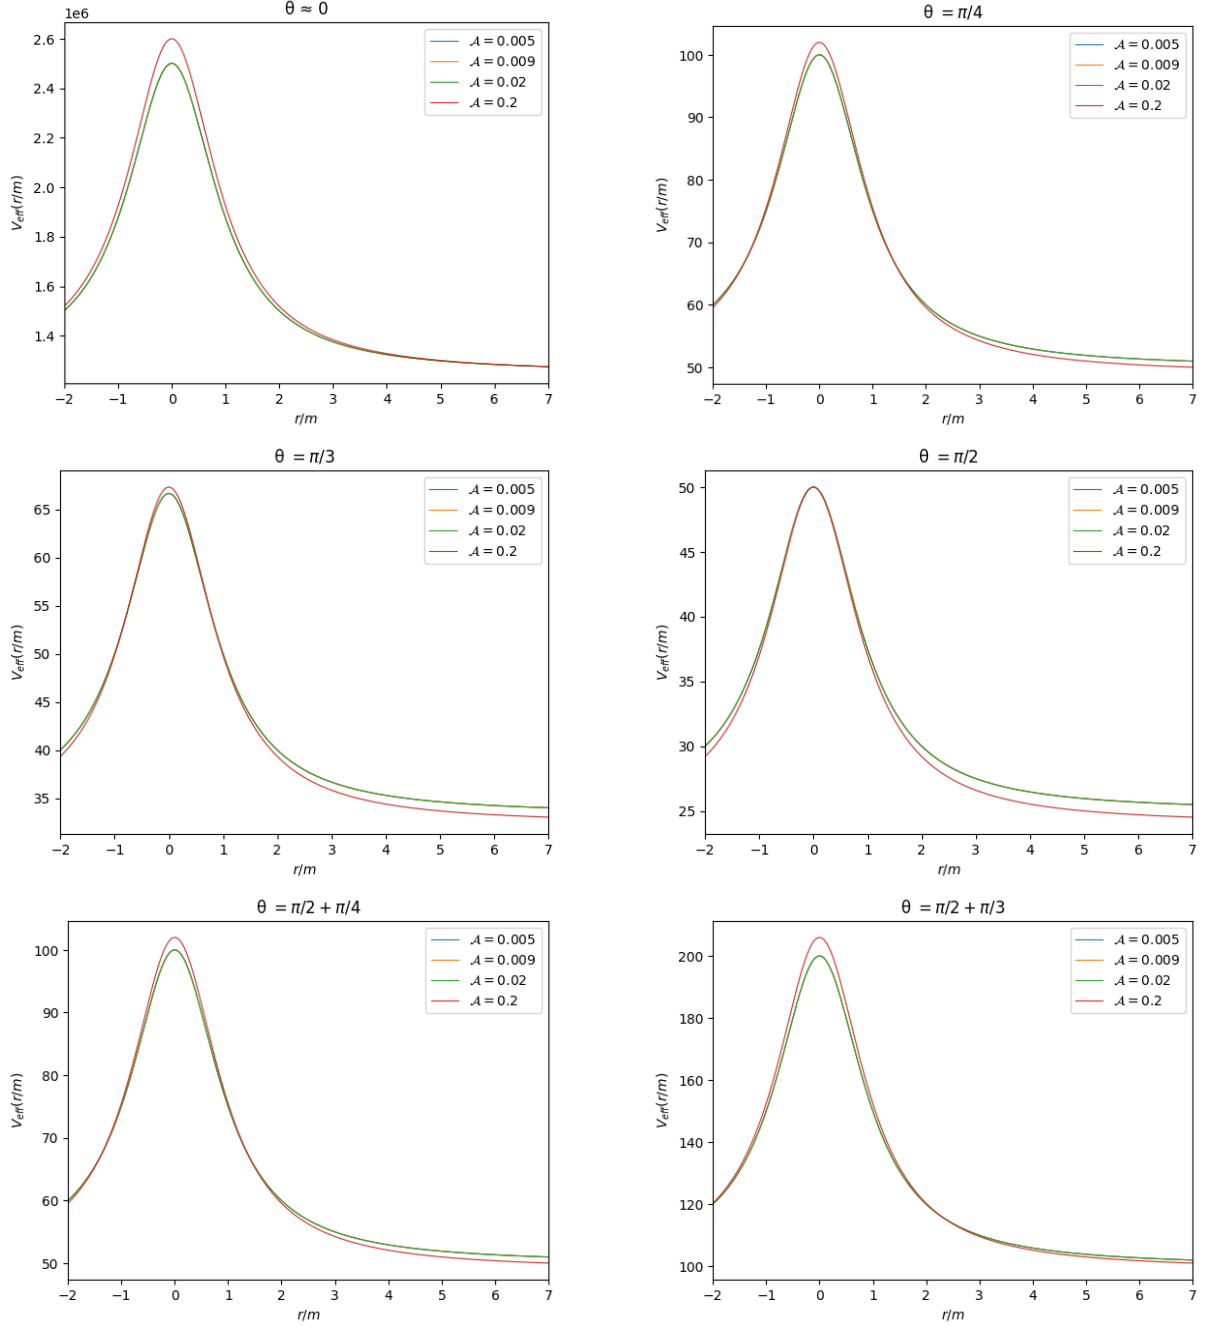 θ ≈ 0
1e6
2.6
2.4
2.2
2.0
1.8
1.6
1.4
V_eff(r/m)
−2 −1 0 1 2 3 4 5 6 7
r/m
𝒜 = 0.005
𝒜 = 0.009
𝒜 = 0.02
𝒜 = 0.2
θ = π/4
100
90
80
70
60
50
V_eff(r/m)
−2 −1 0 1 2 3 4 5 6 7
r/m
𝒜 = 0.005
𝒜 = 0.009
𝒜 = 0.02
𝒜 = 0.2
θ = π/3
65
60
55
50
45
40
35
V_eff(r/m)
−2 −1 0 1 2 3 4 5 6 7
r/m
𝒜 = 0.005
𝒜 = 0.009
𝒜 = 0.02
𝒜 = 0.2
θ = π/2
50
45
40
35
30
25
V_eff(r/m)
−2 −1 0 1 2 3 4 5 6 7
r/m
𝒜 = 0.005
𝒜 = 0.009
𝒜 = 0.02
𝒜 = 0.2
θ = π/2 + π/4
100
90
80
70
60
50
V_eff(r/m)
−2 −1 0 1 2 3 4 5 6 7
r/m
𝒜 = 0.005
𝒜 = 0.009
𝒜 = 0.02
𝒜 = 0.2
θ = π/2 + π/3
200
180
160
140
120
100
V_eff(r/m)
−2 −1 0 1 2 3 4 5 6 7
r/m
𝒜 = 0.005
𝒜 = 0.009
𝒜 = 0.02
𝒜 = 0.2